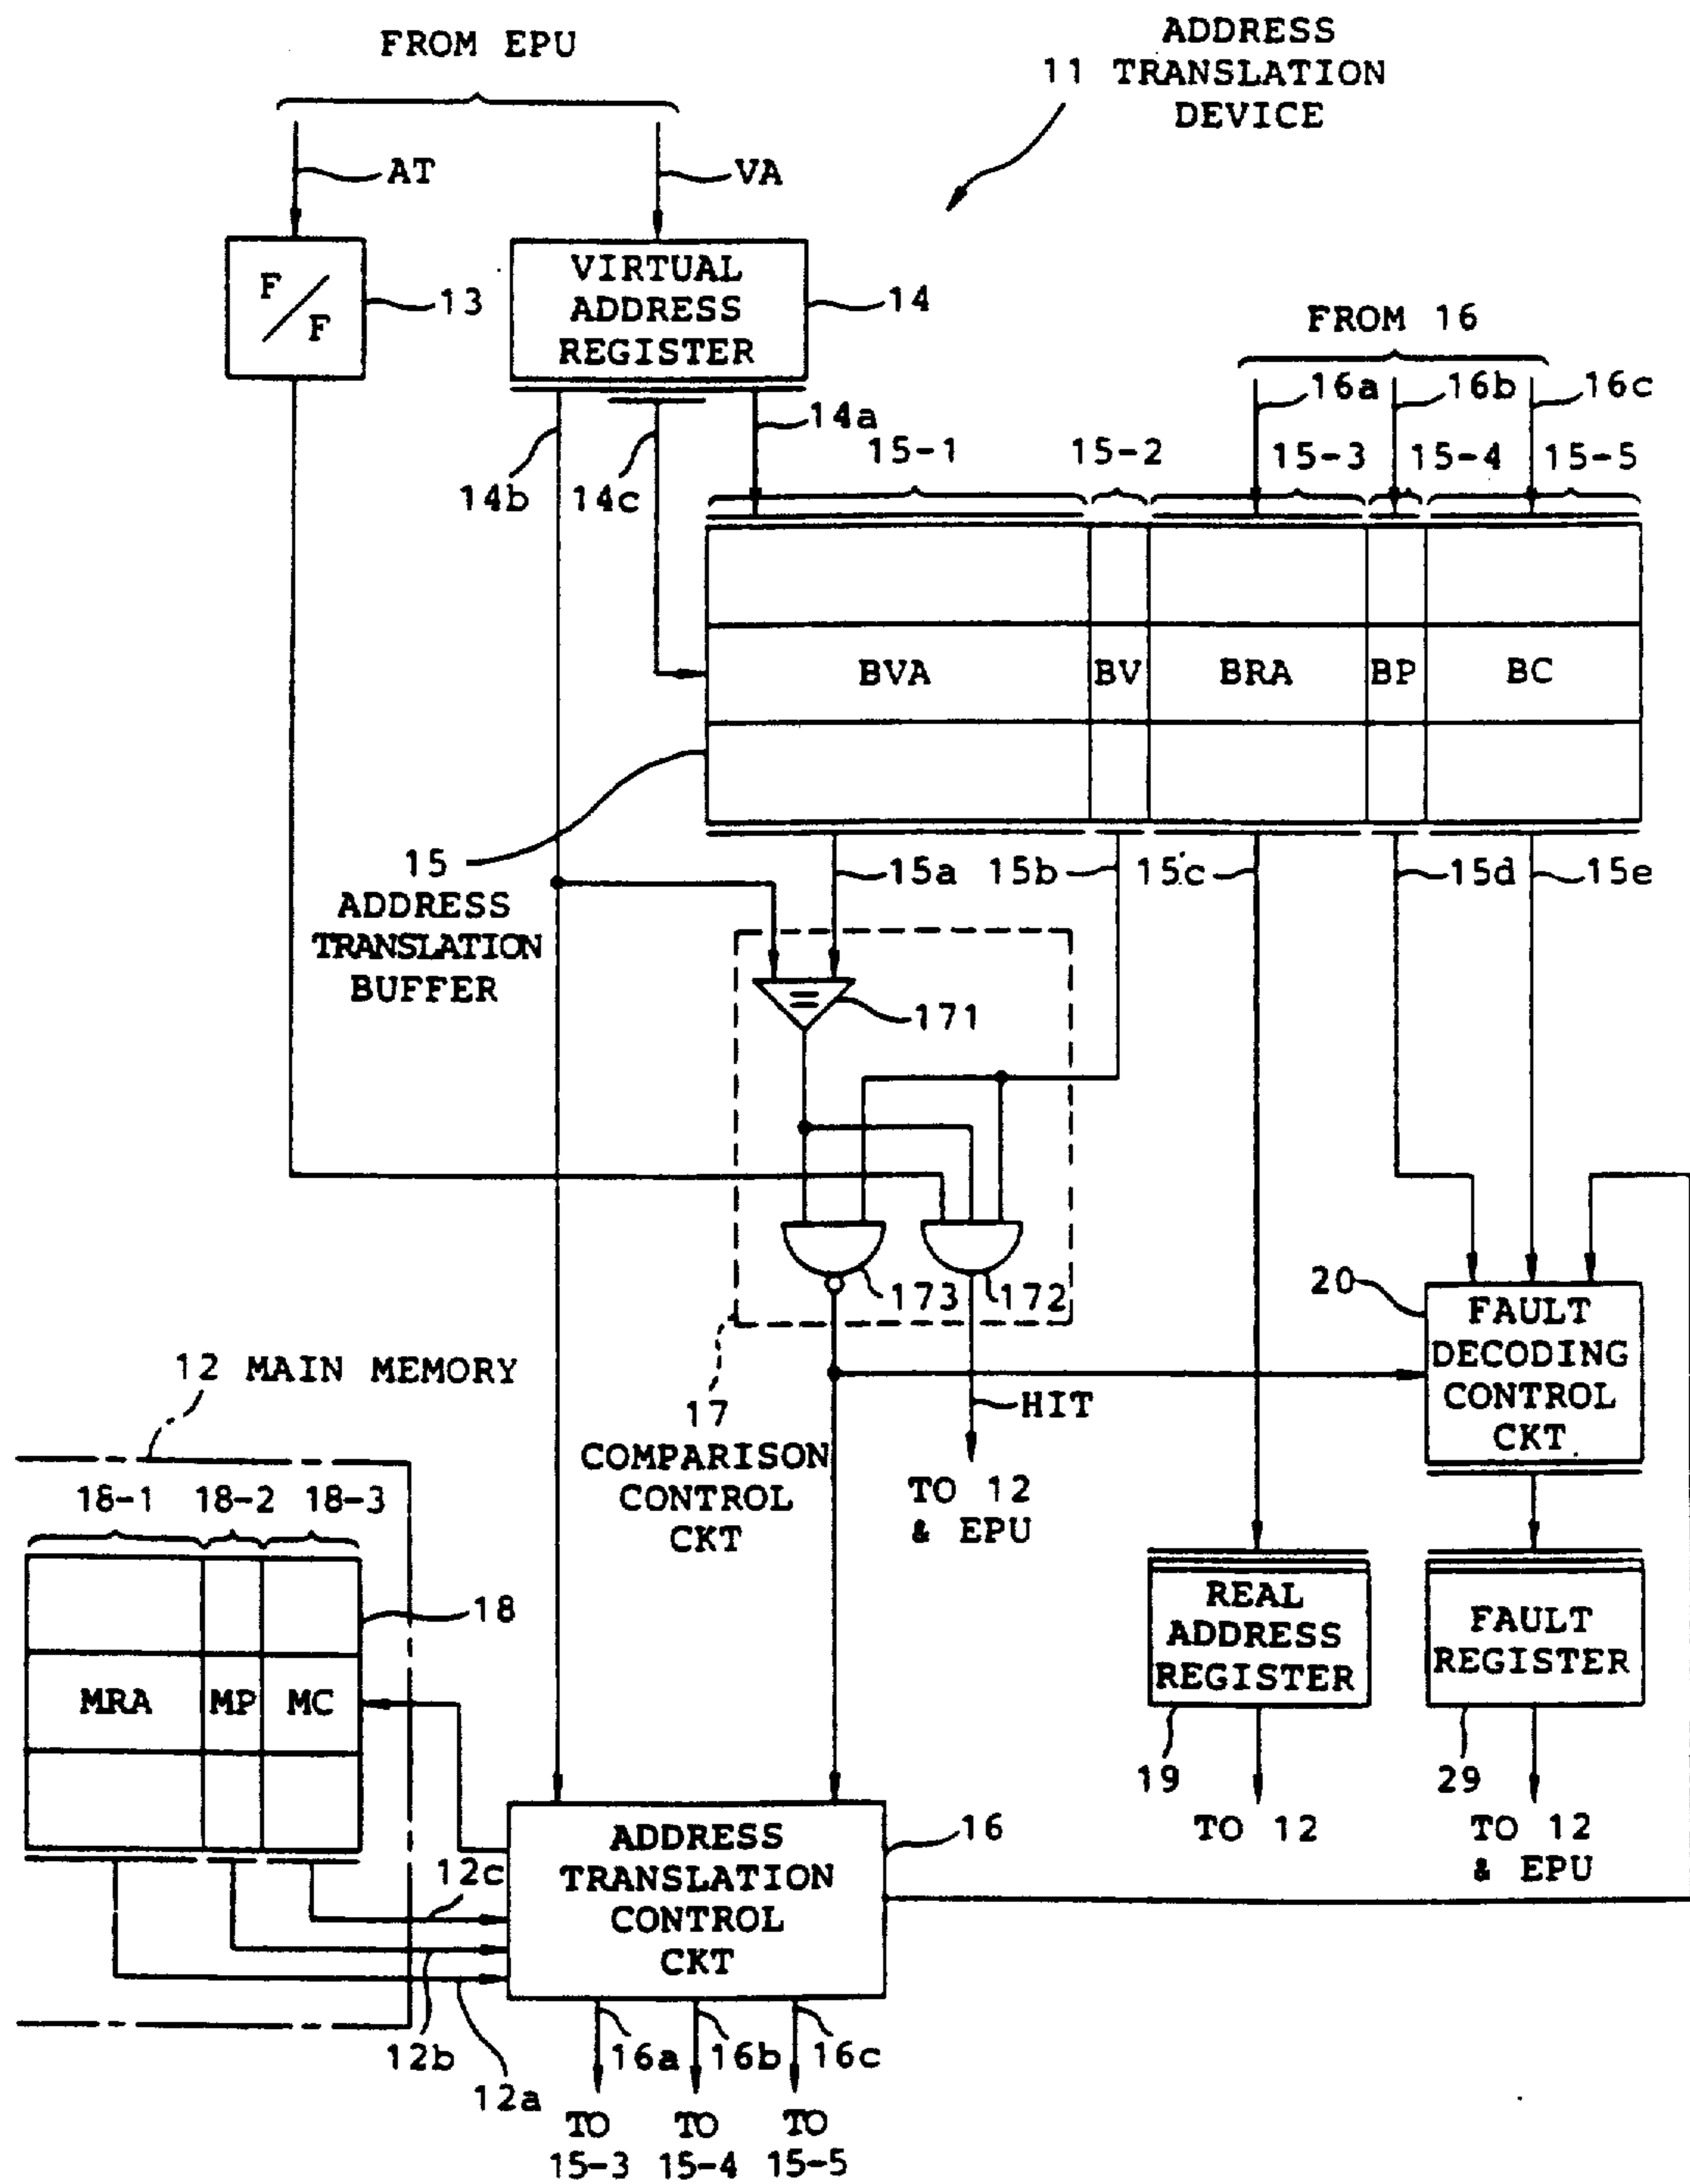 FROM EPU
ADDRESS
11 TRANSLATION
DEVICE
AT
VA
F/F
13
VIRTUAL
ADDRESS
REGISTER
14
FROM 16
16a
16b
16c
14b
14c
14a
15-1
15-2
15-3
15-4
15-5
BVA
BV
BRA
BP
BC
15
ADDRESS
TRANSLATION
BUFFER
15a
15b
15c
15d
15e
171
173
172
20
FAULT
DECODING
CONTROL
CKT
12 MAIN MEMORY
17
COMPARISON
CONTROL
CKT
HIT
TO 12
& EPU
18-1
18-2
18-3
18
MRA
MP
MC
REAL
ADDRESS
REGISTER
FAULT
REGISTER
19
29
TO 12
TO 12
& EPU
ADDRESS
TRANSLATION
CONTROL
CKT
16
12c
12b
12a
16a
16b
16c
TO
15-3
TO
15-4
TO
15-5